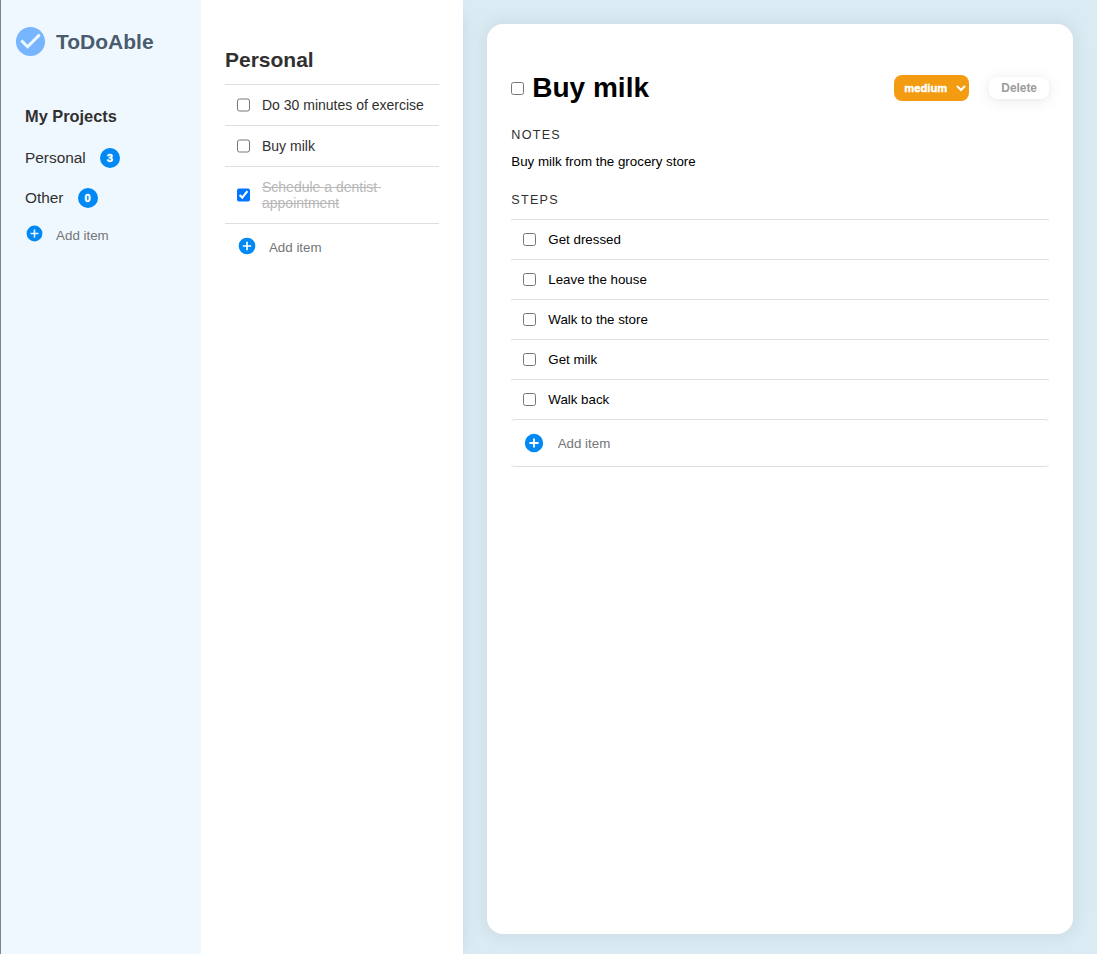 ToDoAble
My Projects
Personal 3
Other 0
Add item
Personal
Do 30 minutes of exercise
Buy milk
Schedule a dentist
appointment
Add item
Buy milk
medium
Delete
NOTES
Buy milk from the grocery store
STEPS
Get dressed
Leave the house
Walk to the store
Get milk
Walk back
Add item